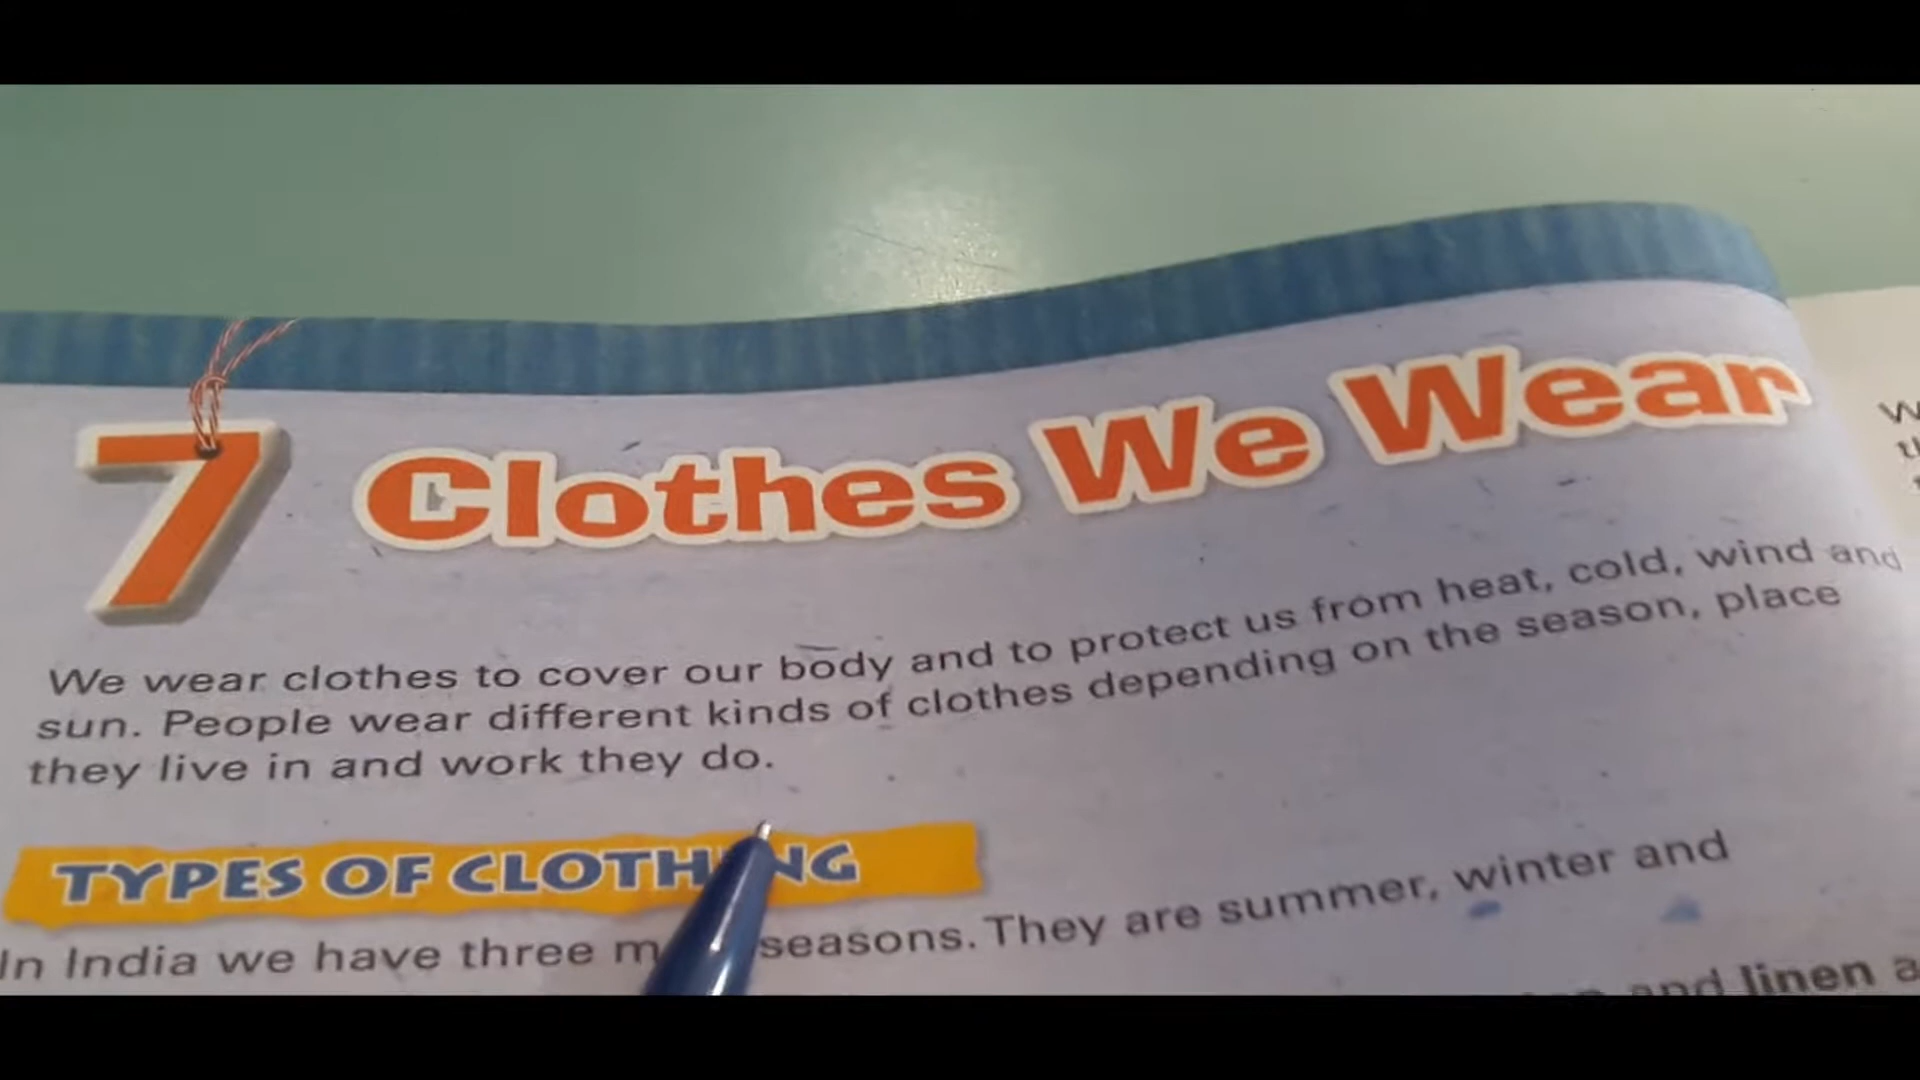 7 Clothes We Wear
We wear clothes to cover our body and to protect us from heat, cold, wind and
sun. People wear different kinds of clothes depending on the season, place
they live in and work they do.
TYPES OF CLOTHING
In India we have three seasons. They are summer, winter and
and linen